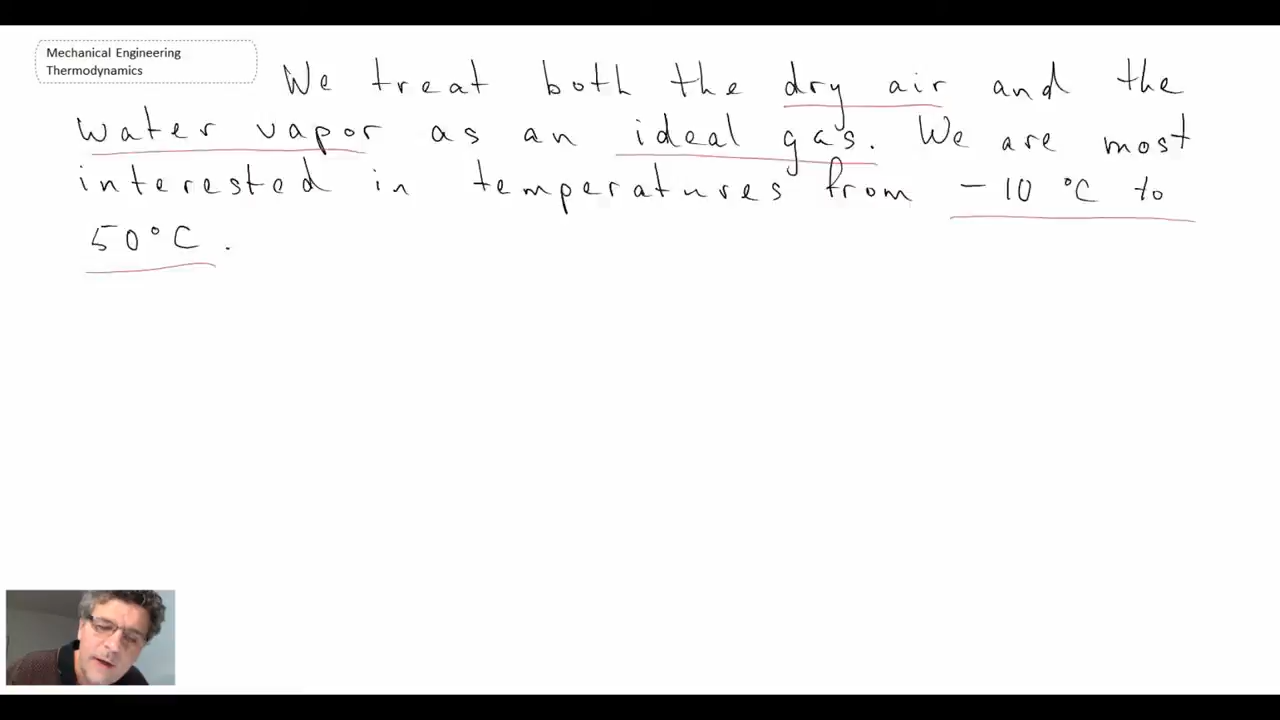 Mechanical Engineering
Thermodynamics
We treat both the dry air and the
water vapor as an ideal gas. We are most
interested in temperatures from -10 °C to
50°C.